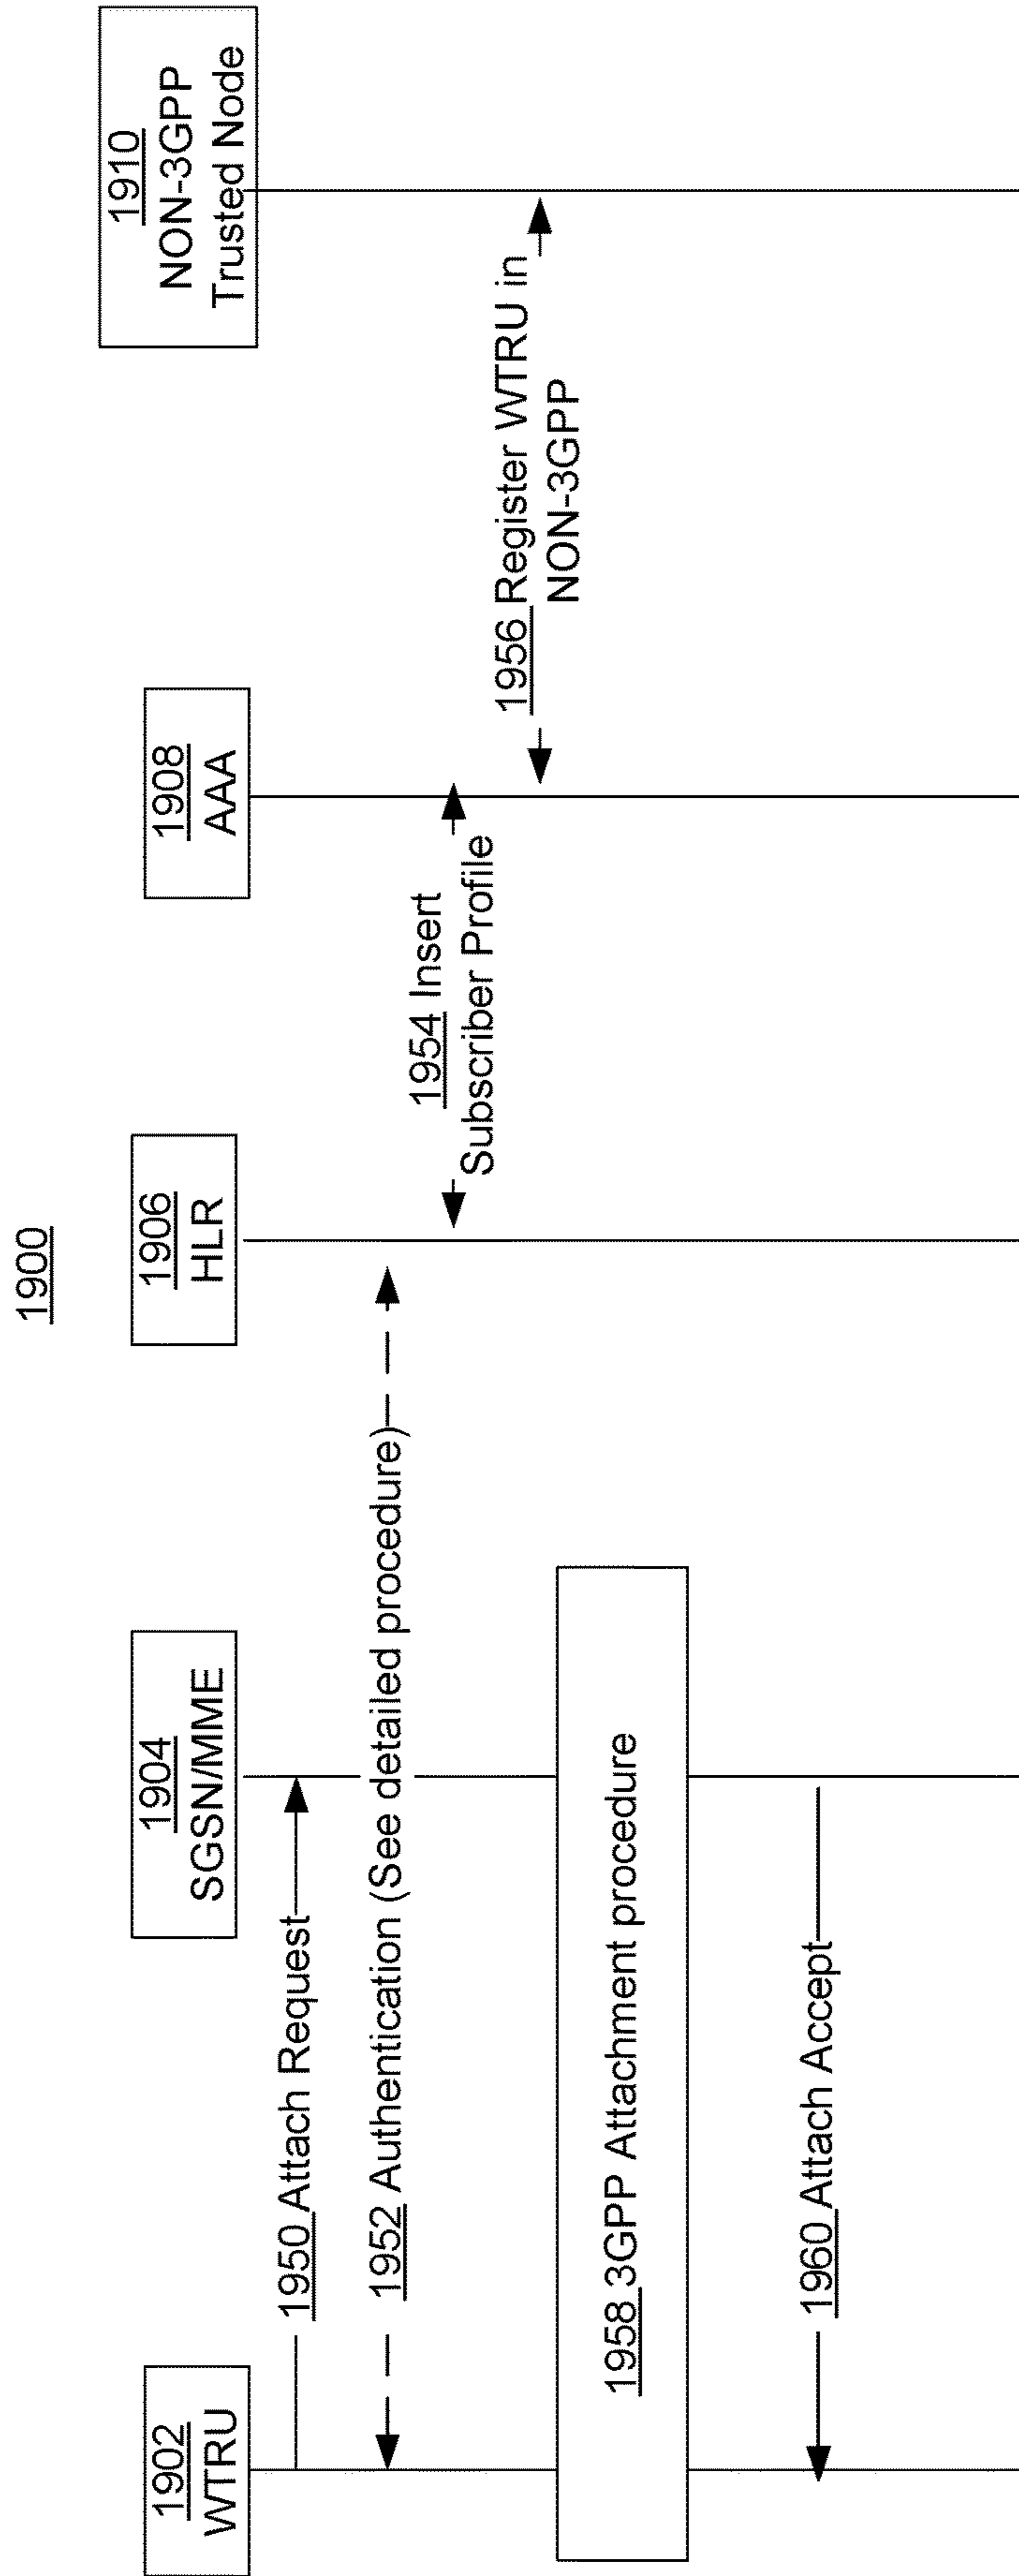 1900
1902
WTRU
1904
SGSN/MME
1906
HLR
1908
AAA
1910
NON-3GPP
Trusted Node
1950 Attach Request
1952 Authentication (See detailed procedure)
1954 Insert
Subscriber Profile
1956 Register WTRU in
NON-3GPP
1958 3GPP Attachment procedure
1960 Attach Accept